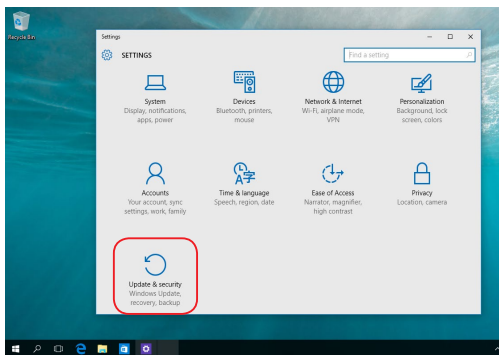 Recycle Bin
Settings
SETTINGS
Find a setting
System
Display, notifications,
apps, power
Devices
Bluetooth, printers,
mouse
Network & Internet
Wi-Fi, airplane mode,
VPN
Personalization
Background, lock
screen, colors
Accounts
Your account, sync
settings, work, family
Time & language
Speech, region, date
Ease of Access
Narrator, magnifier,
high contrast
Privacy
Location, camera
Update & security
Windows Update,
recovery, backup